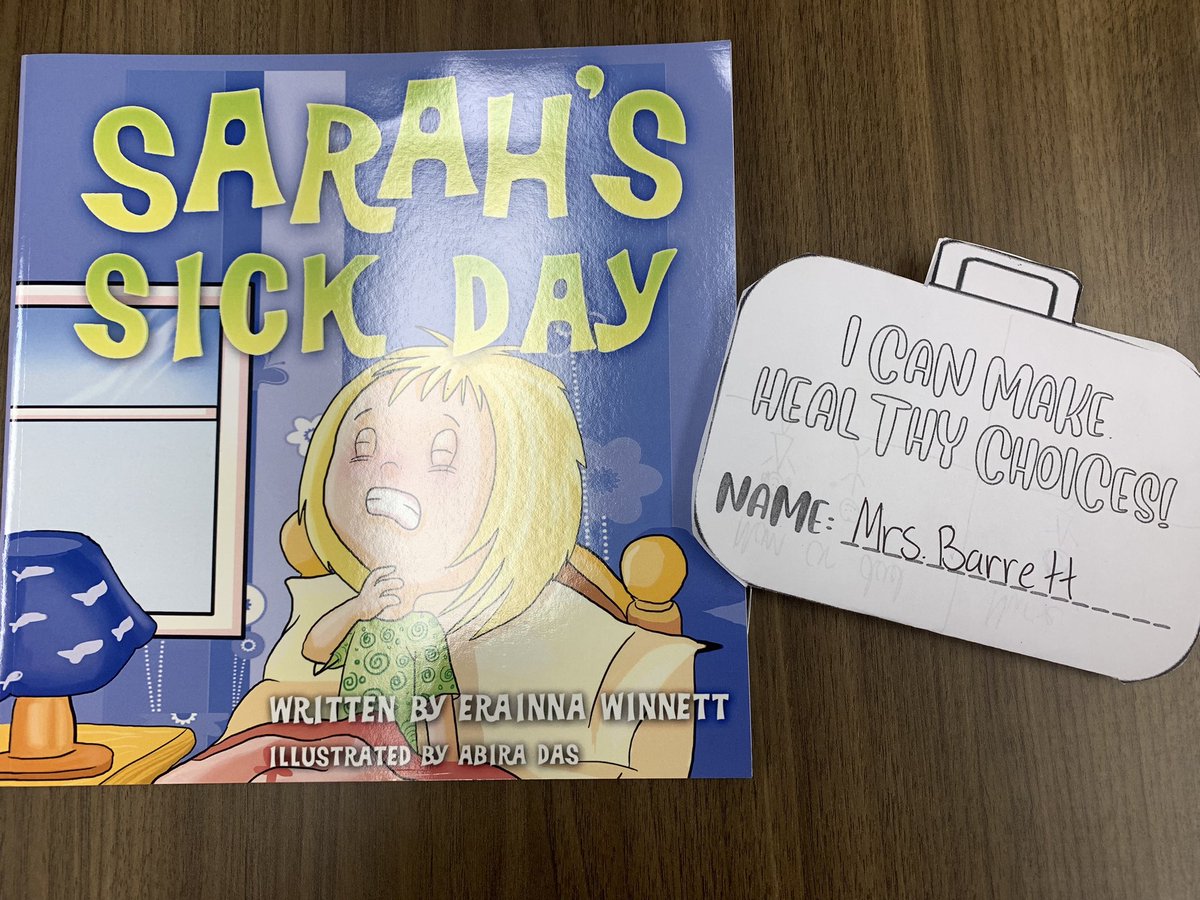 SARAH'S
SICK DAY
WRITTEN BY ERAINNA WINNETT
ILLUSTRATED BY ABIRA DAS
I CAN MAKE
HEALTHY CHOICES!
NAME: Mrs. Barrett